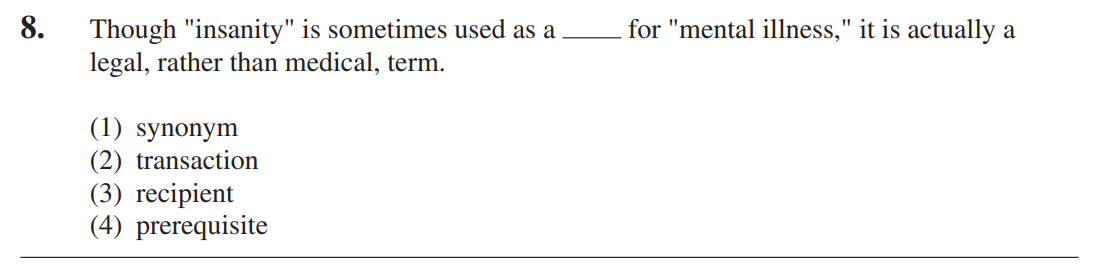 8. Though "insanity" is sometimes used as a ____ for "mental illness," it is actually a
legal, rather than medical, term.
(1) synonym
(2) transaction
(3) recipient
(4) prerequisite